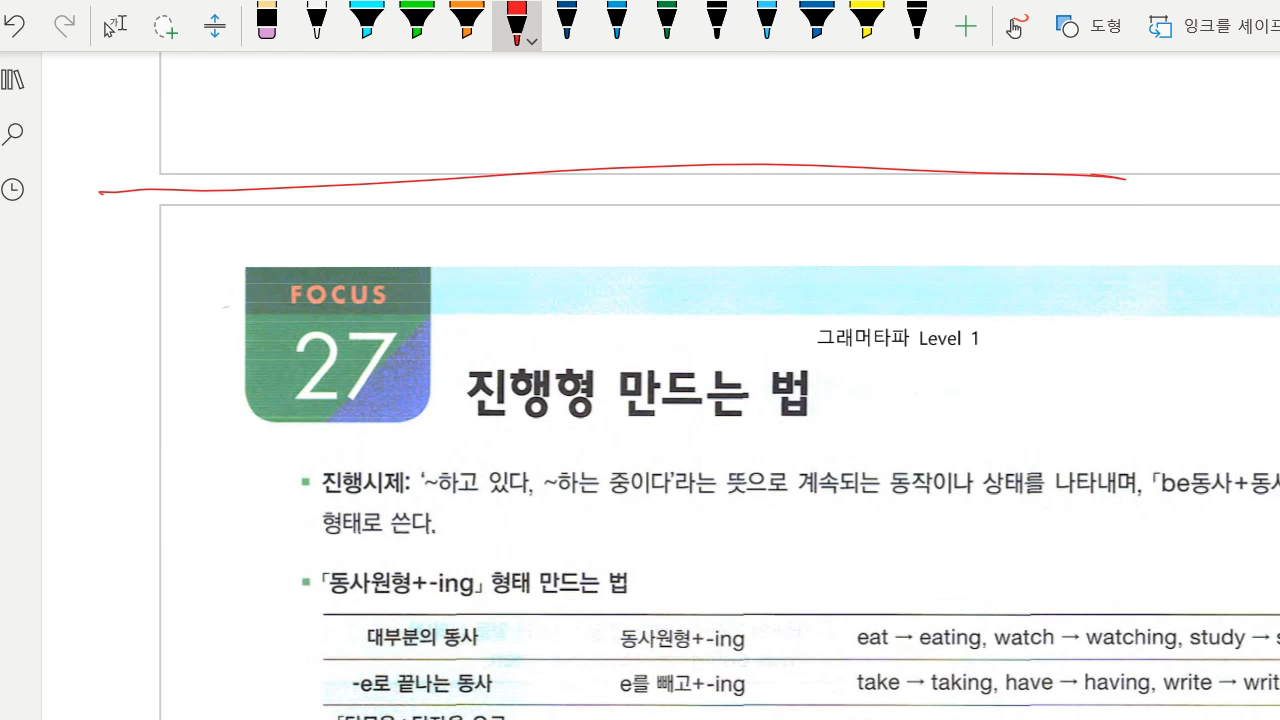 도형
잉크를 셰이프
FOCUS
27
그래머타파 Level 1
진행형 만드는 법
진행시제: ‘~하고 있다, ~하는 중이다’라는 뜻으로 계속되는 동작이나 상태를 나타내며, 「be동사+동사
형태로 쓴다.
「동사원형+-ing」 형태 만드는 법
대부분의 동사 동사원형+-ing eat → eating, watch → watching, study →
-e로 끝나는 동사 e를 빼고+-ing take → taking, have → having, write → writ